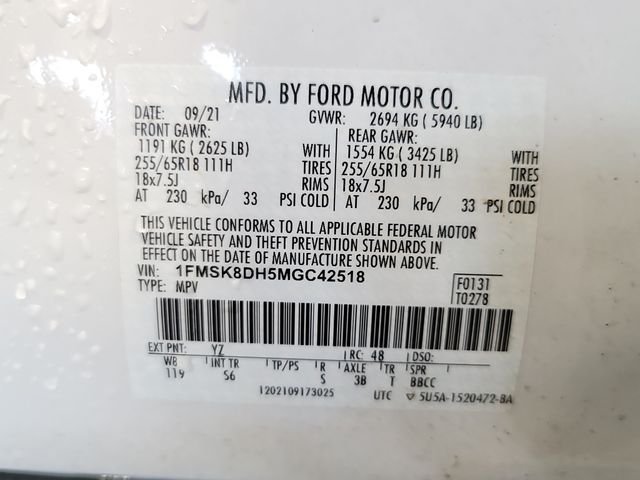 MFD. BY FORD MOTOR CO.
DATE: 09/21 GVWR: 2694 KG ( 5940 LB)
FRONT GAWR: REAR GAWR:
1191 KG ( 2625 LB) WITH 1554 KG ( 3425 LB) WITH
255/65R18 111H TIRES 255/65R18 111H TIRES
18x7.5J RIMS 18x7.5J RIMS
AT 230 kPa/ 33 PSI COLD AT 230 kPa/ 33 PSI COLD
THIS VEHICLE CONFORMS TO ALL APPLICABLE FEDERAL MOTOR
VEHICLE SAFETY AND THEFT PREVENTION STANDARDS IN
EFFECT ON THE DATE OF MANUFACTURE SHOWN ABOVE.
VIN: 1FMSK8DH5MGC42518
TYPE: MPV
F0131
T0278
EXT PNT: YZ RC: 48 DSO:
WB INT TR TP/PS R AXLE TR SPR
119 S6 S 3B T BBCC
1202109173025 UTC 5U5A-1520472-BA